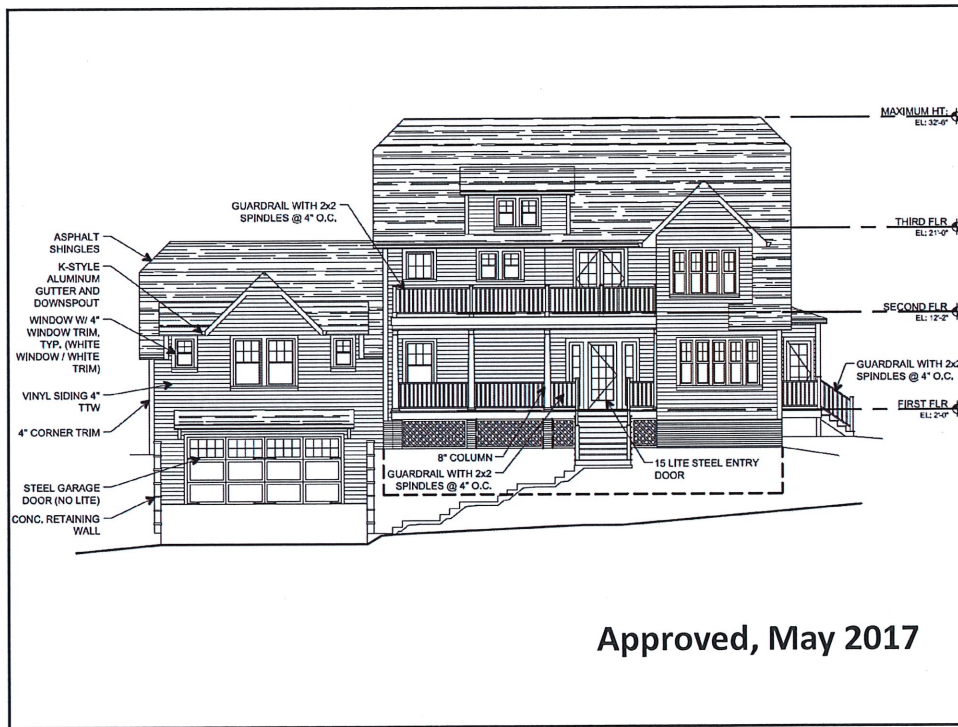 MAXIMUM HT:
EL: 32'-6"
GUARDRAIL WITH 2x2
SPINDLES @ 4" O.C.
THIRD FLR
EL: 21'-0"
ASPHALT
SHINGLES
K-STYLE
ALUMINUM
GUTTER AND
DOWNSPOUT
WINDOW W/ 4"
WINDOW TRIM,
TYP. (WHITE
WINDOW / WHITE
TRIM)
VINYL SIDING 4"
TTW
4" CORNER TRIM
STEEL GARAGE
DOOR (NO LITE)
CONC. RETAINING
WALL
SECOND FLR
EL: 12'-2"
GUARDRAIL WITH 2x2
SPINDLES @ 4" O.C.
FIRST FLR
EL: 2'-0"
8" COLUMN
GUARDRAIL WITH 2x2
SPINDLES @ 4" O.C.
15 LITE STEEL ENTRY
DOOR
Approved, May 2017